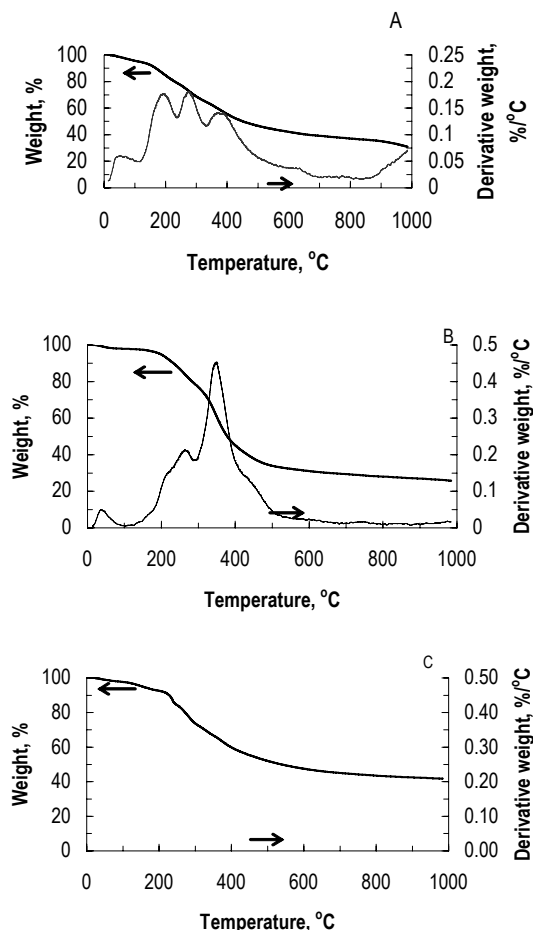 A
100
80
60
40
20
0
Weight, %
0.25
0.2
0.15
0.1
0.05
0
Derivative weight,
%/°C
0 200 400 600 800 1000
Temperature, °C
B
100
80
60
40
20
0
Weight, %
0.5
0.4
0.3
0.2
0.1
0
Derivative weight, %/°C
0 200 400 600 800 1000
Temperature, °C
C
100
80
60
40
20
0
Weight, %
0.50
0.40
0.30
0.20
0.10
0.00
Derivative weight, %/°C
0 200 400 600 800 1000
Temperature, °C